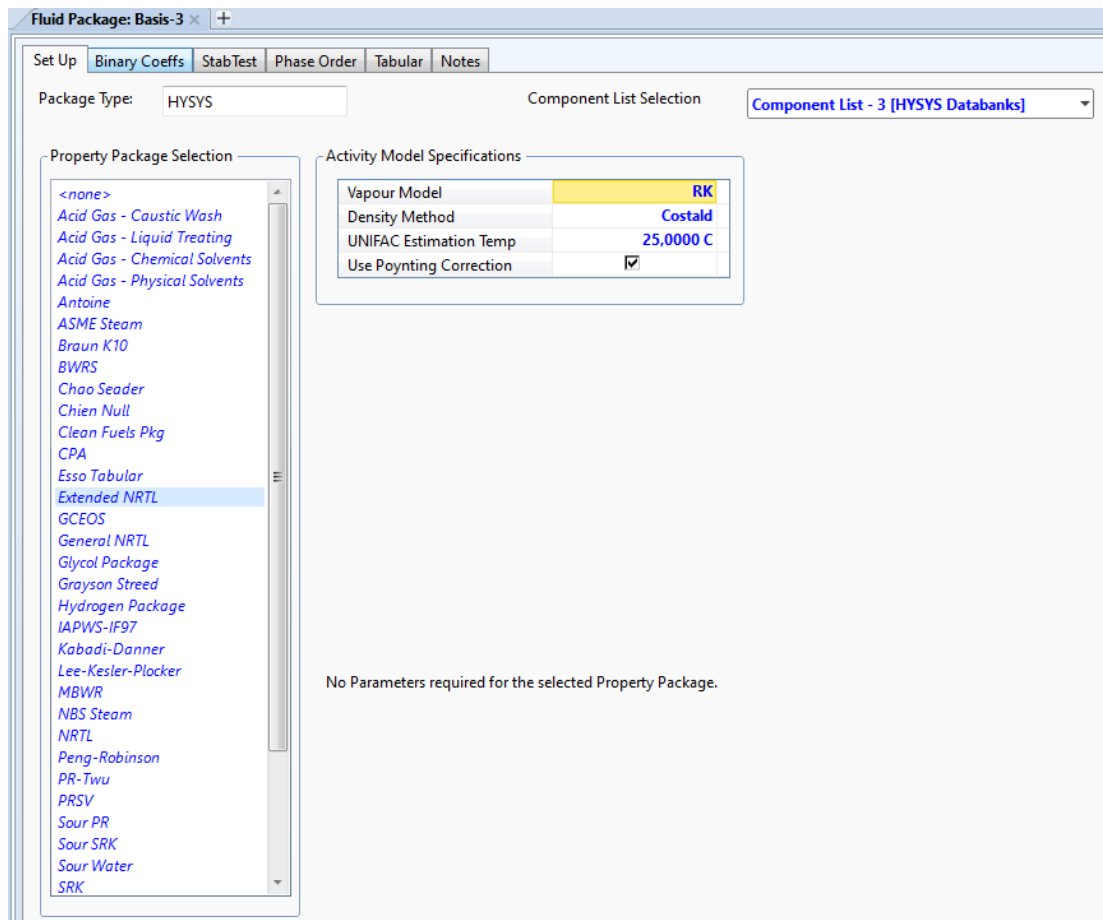 Fluid Package: Basis-3
Set Up Binary Coeffs StabTest Phase Order Tabular Notes
Package Type: HYSYS Component List Selection Component List - 3 [HYSYS Databanks]
Property Package Selection
<none>
Acid Gas - Caustic Wash
Acid Gas - Liquid Treating
Acid Gas - Chemical Solvents
Acid Gas - Physical Solvents
Antoine
ASME Steam
Braun K10
BWRS
Chao Seader
Chien Null
Clean Fuels Pkg
CPA
Esso Tabular
Extended NRTL
GCEOS
General NRTL
Glycol Package
Grayson Streed
Hydrogen Package
IAPWS-IF97
Kabadi-Danner
Lee-Kesler-Plocker
MBWR
NBS Steam
NRTL
Peng-Robinson
PR-Twu
PRSV
Sour PR
Sour SRK
Sour Water
SRK
Activity Model Specifications
Vapour Model RK
Density Method Costald
UNIFAC Estimation Temp 25,0000 C
Use Poynting Correction
No Parameters required for the selected Property Package.